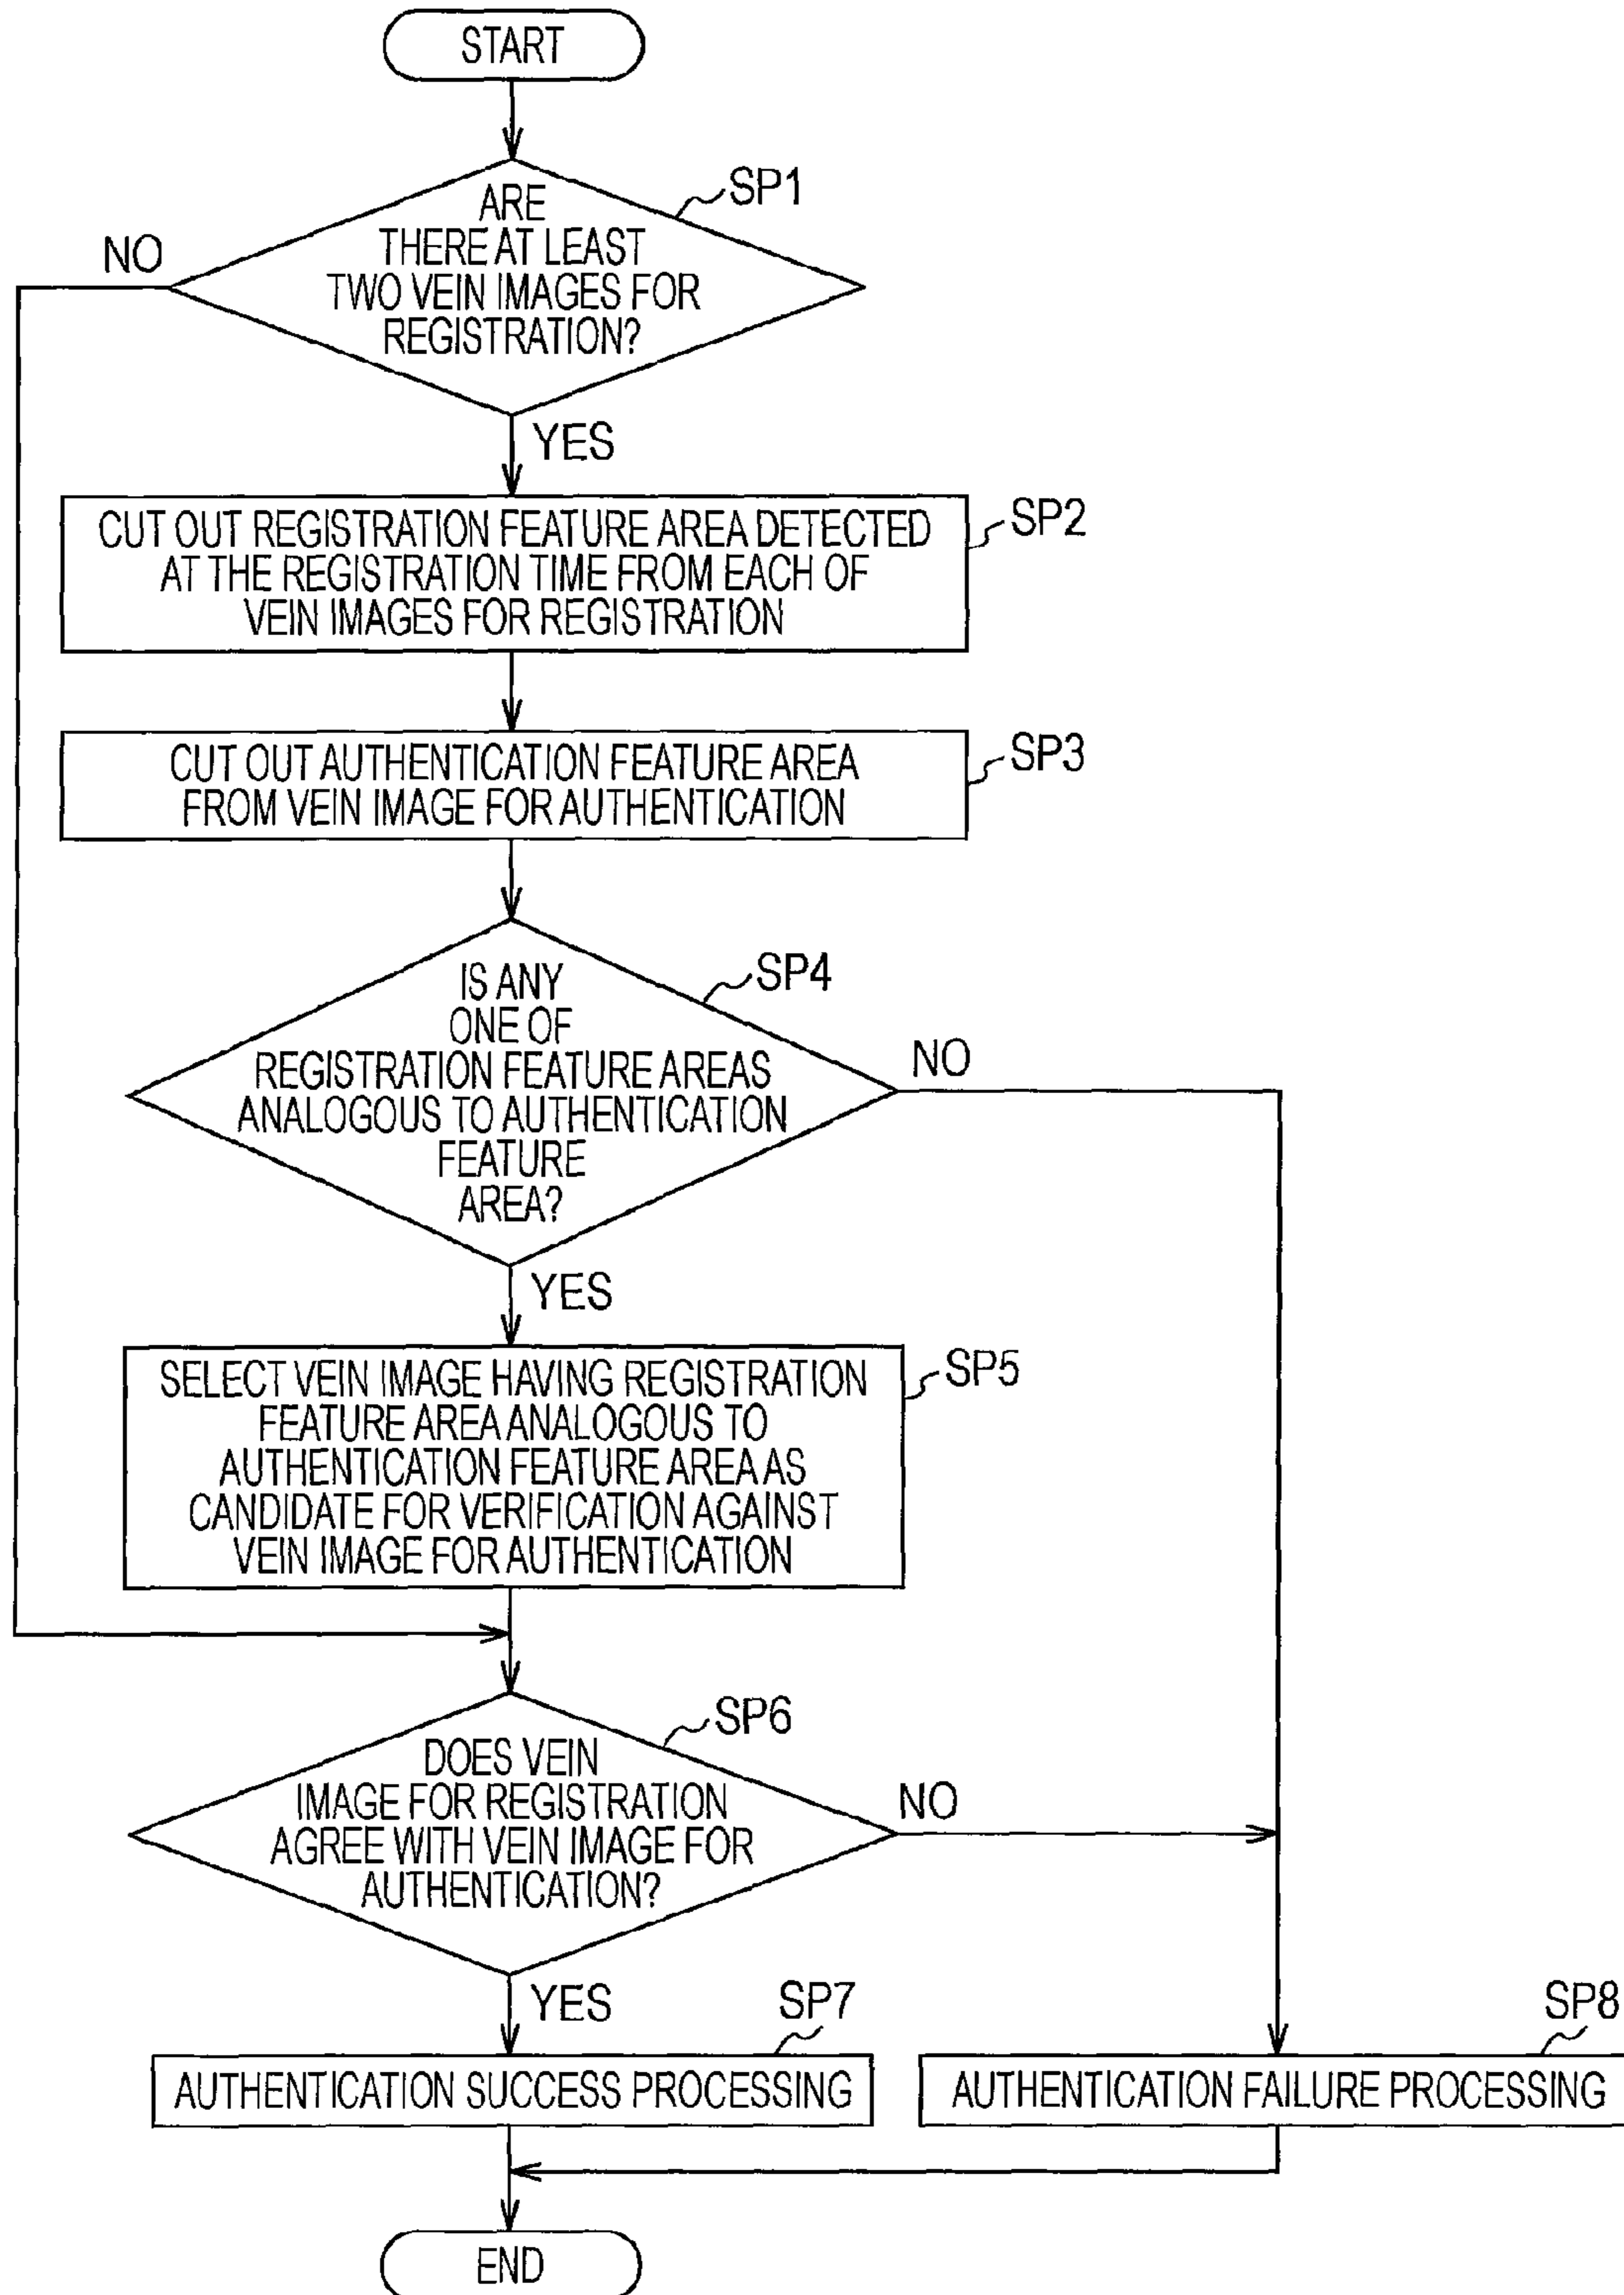 START
SP1
ARE
THERE AT LEAST
TWO VEIN IMAGES FOR
REGISTRATION?
NO
YES
SP2
CUT OUT REGISTRATION FEATURE AREA DETECTED
AT THE REGISTRATION TIME FROM EACH OF
VEIN IMAGES FOR REGISTRATION
SP3
CUT OUT AUTHENTICATION FEATURE AREA
FROM VEIN IMAGE FOR AUTHENTICATION
SP4
IS ANY
ONE OF
REGISTRATION FEATURE AREAS
ANALOGOUS TO AUTHENTICATION
FEATURE
AREA?
NO
YES
SP5
SELECT VEIN IMAGE HAVING REGISTRATION
FEATURE AREA ANALOGOUS TO
AUTHENTICATION FEATURE AREA AS
CANDIDATE FOR VERIFICATION AGAINST
VEIN IMAGE FOR AUTHENTICATION
SP6
DOES VEIN
IMAGE FOR REGISTRATION
AGREE WITH VEIN IMAGE FOR
AUTHENTICATION?
NO
YES
SP7
AUTHENTICATION SUCCESS PROCESSING
SP8
AUTHENTICATION FAILURE PROCESSING
END